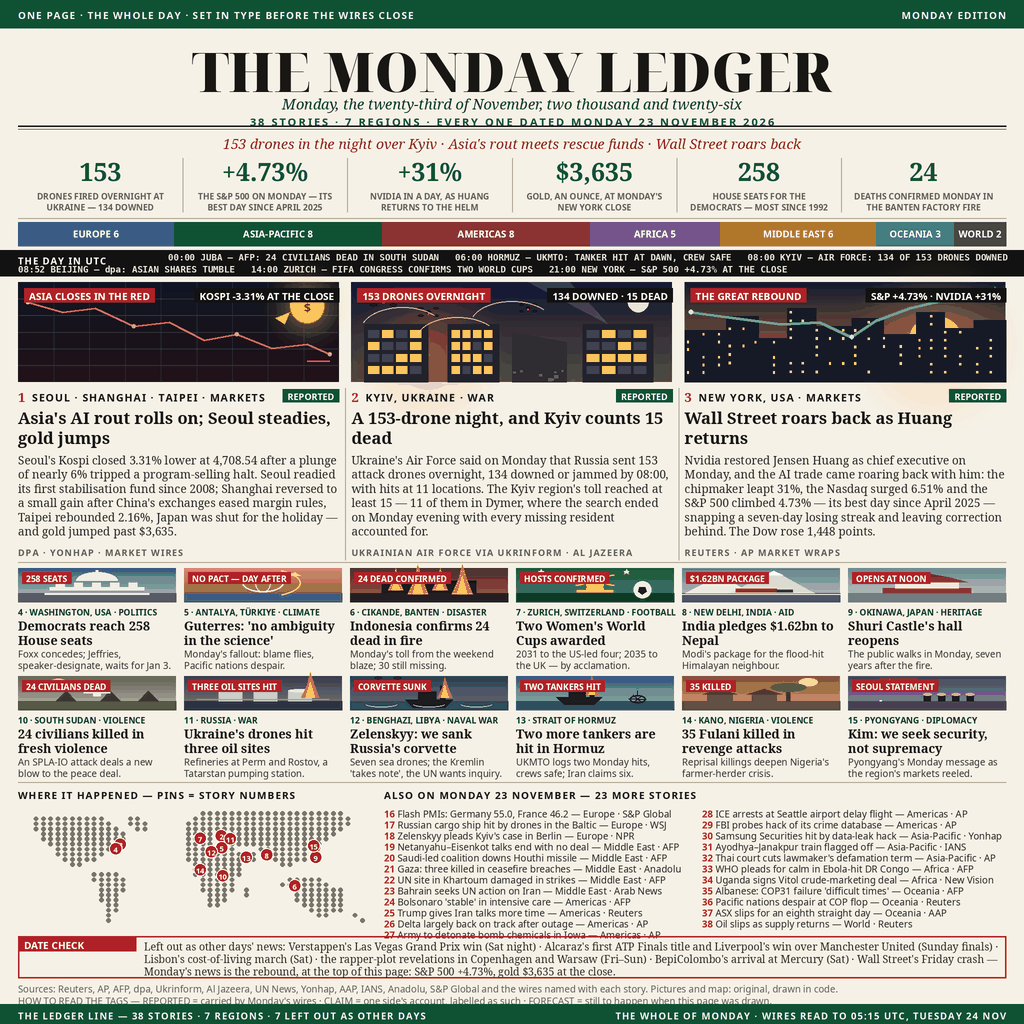 ONE PAGE · THE WHOLE DAY · SET IN TYPE BEFORE THE WIRES CLOSE
MONDAY EDITION
THE MONDAY LEDGER
Monday, the twenty-third of November, two thousand and twenty-six
38 STORIES · 7 REGIONS · EVERY ONE DATED MONDAY 23 NOVEMBER 2026
153 drones in the night over Kyiv · Asia's rout meets rescue funds · Wall Street roars back
153
DRONES FIRED OVERNIGHT AT
UKRAINE — 134 DOWNED
+4.73%
THE S&P 500 ON MONDAY — ITS
BEST DAY SINCE APRIL 2025
+31%
NVIDIA IN A DAY, AS HUANG
RETURNS TO THE HELM
$3,635
GOLD, AN OUNCE, AT MONDAY'S
NEW YORK CLOSE
258
HOUSE SEATS FOR THE
DEMOCRATS — MOST SINCE 1992
24
DEATHS CONFIRMED MONDAY IN
THE BANTEN FACTORY FIRE
EUROPE 6
ASIA-PACIFIC 8
AMERICAS 8
AFRICA 5
MIDDLE EAST 6
OCEANIA 3
WORLD 2
THE DAY IN UTC
00:00 JUBA — AFP: 24 CIVILIANS DEAD IN SOUTH SUDAN 06:00 HORMUZ — UKMTO: TANKER HIT AT DAWN, CREW SAFE 08:00 KYIV — AIR FORCE: 134 OF 153 DRONES DOWNED
08:52 BEIJING — dpa: ASIAN SHARES TUMBLE 14:00 ZURICH — FIFA CONGRESS CONFIRMS TWO WORLD CUPS 21:00 NEW YORK — S&P 500 +4.73% AT THE CLOSE
ASIA CLOSES IN THE RED
KOSPI -3.31% AT THE CLOSE
$
1 SEOUL · SHANGHAI · TAIPEI · MARKETS
REPORTED
Asia's AI rout rolls on; Seoul steadies,
gold jumps
Seoul's Kospi closed 3.31% lower at 4,708.54 after a plunge
of nearly 6% tripped a program-selling halt. Seoul readied
its first stabilisation fund since 2008; Shanghai reversed to
a small gain after China's exchanges eased margin rules,
Taipei rebounded 2.16%, Japan was shut for the holiday —
and gold jumped past $3,635.
DPA · YONHAP · MARKET WIRES
153 DRONES OVERNIGHT
134 DOWNED · 15 DEAD
2 KYIV, UKRAINE · WAR
REPORTED
A 153-drone night, and Kyiv counts 15
dead
Ukraine's Air Force said on Monday that Russia sent 153
attack drones overnight, 134 downed or jammed by 08:00,
with hits at 11 locations. The Kyiv region's toll reached at
least 15 — 11 of them in Dymer, where the search ended
on Monday evening with every missing resident
accounted for.
UKRAINIAN AIR FORCE VIA UKRINFORM · AL JAZEERA
THE GREAT REBOUND
S&P +4.73% · NVIDIA +31%
3 NEW YORK, USA · MARKETS
REPORTED
Wall Street roars back as Huang
returns
Nvidia restored Jensen Huang as chief executive on
Monday, and the AI trade came roaring back with him: the
chipmaker leapt 31%, the Nasdaq surged 6.51% and the
S&P 500 climbed 4.73% — its best day since April 2025 —
snapping a seven-day losing streak and leaving correction
behind. The Dow rose 1,448 points.
REUTERS · AP MARKET WRAPS
258 SEATS
4 · WASHINGTON, USA · POLITICS
Democrats reach 258
House seats
Foxx concedes; Jeffries,
speaker-designate, waits for Jan 3.
NO PACT — DAY AFTER
5 · ANTALYA, TÜRKIYE · CLIMATE
Guterres: 'no ambiguity
in the science'
Monday's fallout: blame flies,
Pacific nations despair.
24 DEAD CONFIRMED
6 · CIKANDE, BANTEN · DISASTER
Indonesia confirms 24
dead in fire
Monday's toll from the weekend
blaze; 30 still missing.
HOSTS CONFIRMED
7 · ZURICH, SWITZERLAND · FOOTBALL
Two Women's World
Cups awarded
2031 to the US-led four; 2035 to
the UK — by acclamation.
$1.62BN PACKAGE
8 · NEW DELHI, INDIA · AID
India pledges $1.62bn to
Nepal
Modi's package for the flood-hit
Himalayan neighbour.
OPENS AT NOON
9 · OKINAWA, JAPAN · HERITAGE
Shuri Castle's hall
reopens
The public walks in Monday, seven
years after the fire.
24 CIVILIANS DEAD
10 · SOUTH SUDAN · VIOLENCE
24 civilians killed in
fresh violence
An SPLA-IO attack deals a new
blow to the peace deal.
THREE OIL SITES HIT
11 · RUSSIA · WAR
Ukraine's drones hit
three oil sites
Refineries at Perm and Rostov, a
Tatarstan pumping station.
CORVETTE SUNK
12 · BENGHAZI, LIBYA · NAVAL WAR
Zelenskyy: we sank
Russia's corvette
Seven sea drones; the Kremlin
'takes note', the UN wants inquiry.
TWO TANKERS HIT
13 · STRAIT OF HORMUZ
Two more tankers are
hit in Hormuz
UKMTO logs two Monday hits,
crews safe; Iran claims six.
35 KILLED
14 · KANO, NIGERIA · VIOLENCE
35 Fulani killed in
revenge attacks
Reprisal killings deepen Nigeria's
farmer-herder crisis.
SEOUL STATEMENT
15 · PYONGYANG · DIPLOMACY
Kim: we seek security,
not supremacy
Pyongyang's Monday message as
the region's markets reeled.
WHERE IT HAPPENED — PINS = STORY NUMBERS
4
7
2
11
12
5
13
8
15
9
14
10
6
ALSO ON MONDAY 23 NOVEMBER — 23 MORE STORIES
16 Flash PMIs: Germany 55.0, France 46.2 — Europe · S&P Global
17 Russian cargo ship hit by drones in the Baltic — Europe · WSJ
18 Zelenskyy pleads Kyiv's case in Berlin — Europe · NPR
19 Netanyahu–Eisenkot talks end with no deal — Middle East · AFP
20 Saudi-led coalition downs Houthi missile — Middle East · AFP
21 Gaza: three killed in ceasefire breaches — Middle East · Anadolu
22 UN site in Khartoum damaged in strikes — Middle East · AFP
23 Bahrain seeks UN action on Iran — Middle East · Arab News
24 Bolsonaro 'stable' in intensive care — Americas · AFP
25 Trump gives Iran talks more time — Americas · Reuters
26 Delta largely back on track after outage — Americas · AP
27 Army to detonate bomb chemicals in Iowa — Americas · AP
28 ICE arrests at Seattle airport delay flight — Americas · AP
29 FBI probes hack of its crime database — Americas · AP
30 Samsung Securities hit by data-leak hack — Asia-Pacific · Yonhap
31 Ayodhya–Janakpur train flagged off — Asia-Pacific · IANS
32 Thai court cuts lawmaker's defamation term — Asia-Pacific · AP
33 WHO pleads for calm in Ebola-hit DR Congo — Africa · AFP
34 Uganda signs Vitol crude-marketing deal — Africa · New Vision
35 Albanese: COP31 failure 'difficult times' — Oceania · AFP
36 Pacific nations despair at COP flop — Oceania · Reuters
37 ASX slips for an eighth straight day — Oceania · AAP
38 Oil slips as supply returns — World · Reuters
DATE CHECK
Left out as other days' news: Verstappen's Las Vegas Grand Prix win (Sat night) · Alcaraz's first ATP Finals title and Liverpool's win over Manchester United (Sunday finals) ·
Lisbon's cost-of-living march (Sat) · the rapper-plot revelations in Copenhagen and Warsaw (Fri–Sun) · BepiColombo's arrival at Mercury (Sat) · Wall Street's Friday crash —
Monday's news is the rebound, at the top of this page: S&P 500 +4.73%, gold $3,635 at the close.
Sources: Reuters, AP, AFP, dpa, Ukrinform, Al Jazeera, UN News, Yonhap, AAP, IANS, Anadolu, S&P Global and the wires named with each story. Pictures and map: original, drawn in code.
HOW TO READ THE TAGS — REPORTED = carried by Monday's wires · CLAIM = one side's account, labelled as such · FORECAST = still to happen when this page was drawn.
THE LEDGER LINE — 38 STORIES · 7 REGIONS · 7 LEFT OUT AS OTHER DAYS
THE WHOLE OF MONDAY · WIRES READ TO 05:15 UTC, TUESDAY 24 NOV